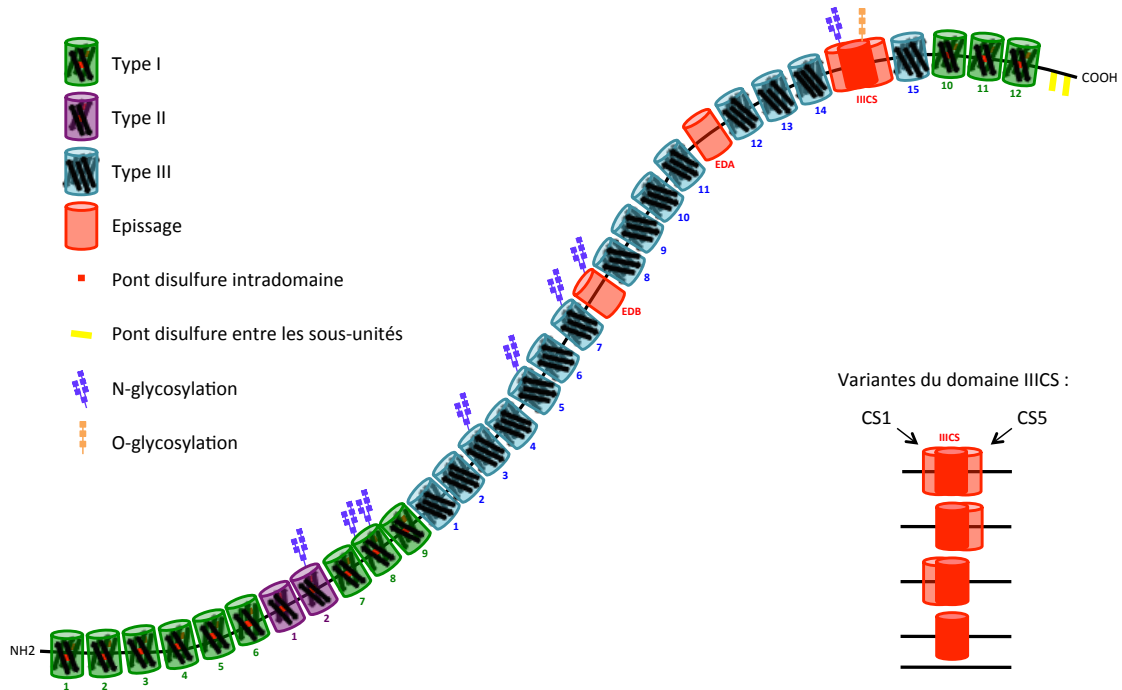 Type I
Type II
Type III
Epissage
Pont disulfure intradomaine
Pont disulfure entre les sous-unités
N-glycosylation
O-glycosylation
NH2
1
2
3
4
5
6
1
2
7
8
9
1
2
3
4
5
6
7
EDB
8
9
10
11
EDA
12
13
14
IIICS
15
10
11
12
COOH
Variantes du domaine IIICS :
CS1
IIICS
CS5